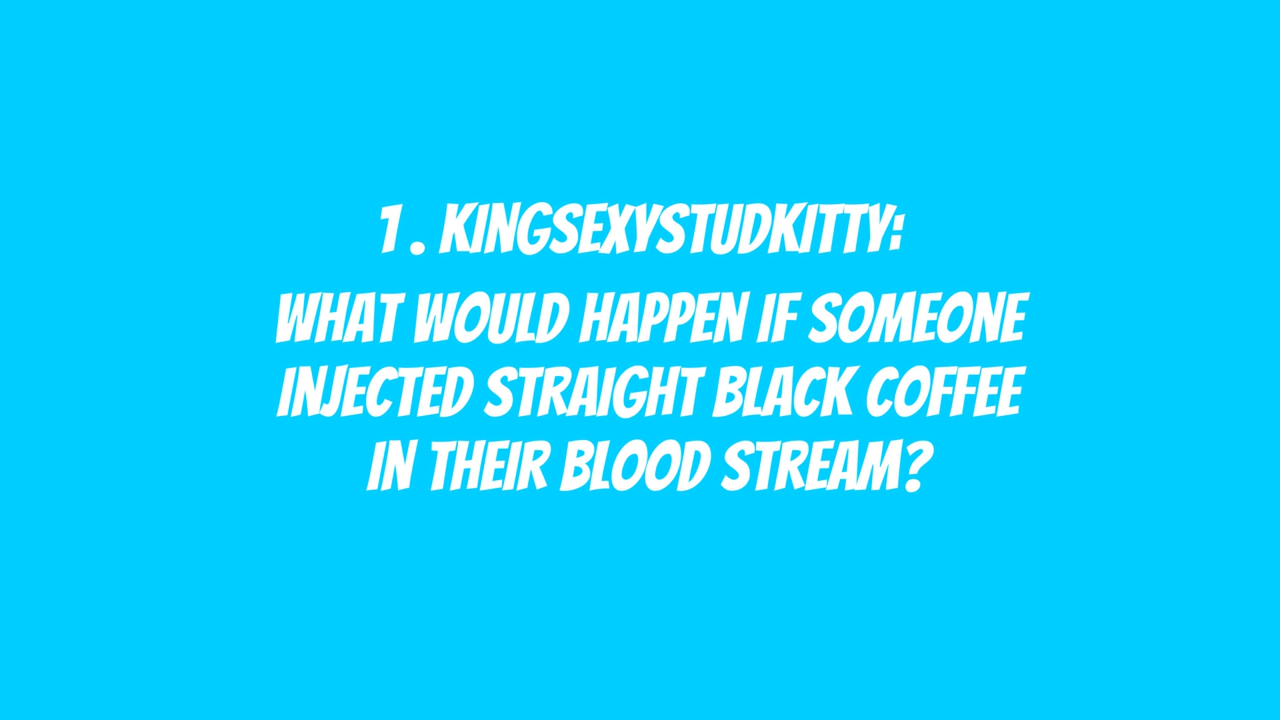 1. KINGSEXYSTUDKITTY:
WHAT WOULD HAPPEN IF SOMEONE
INJECTED STRAIGHT BLACK COFFEE
IN THEIR BLOOD STREAM?